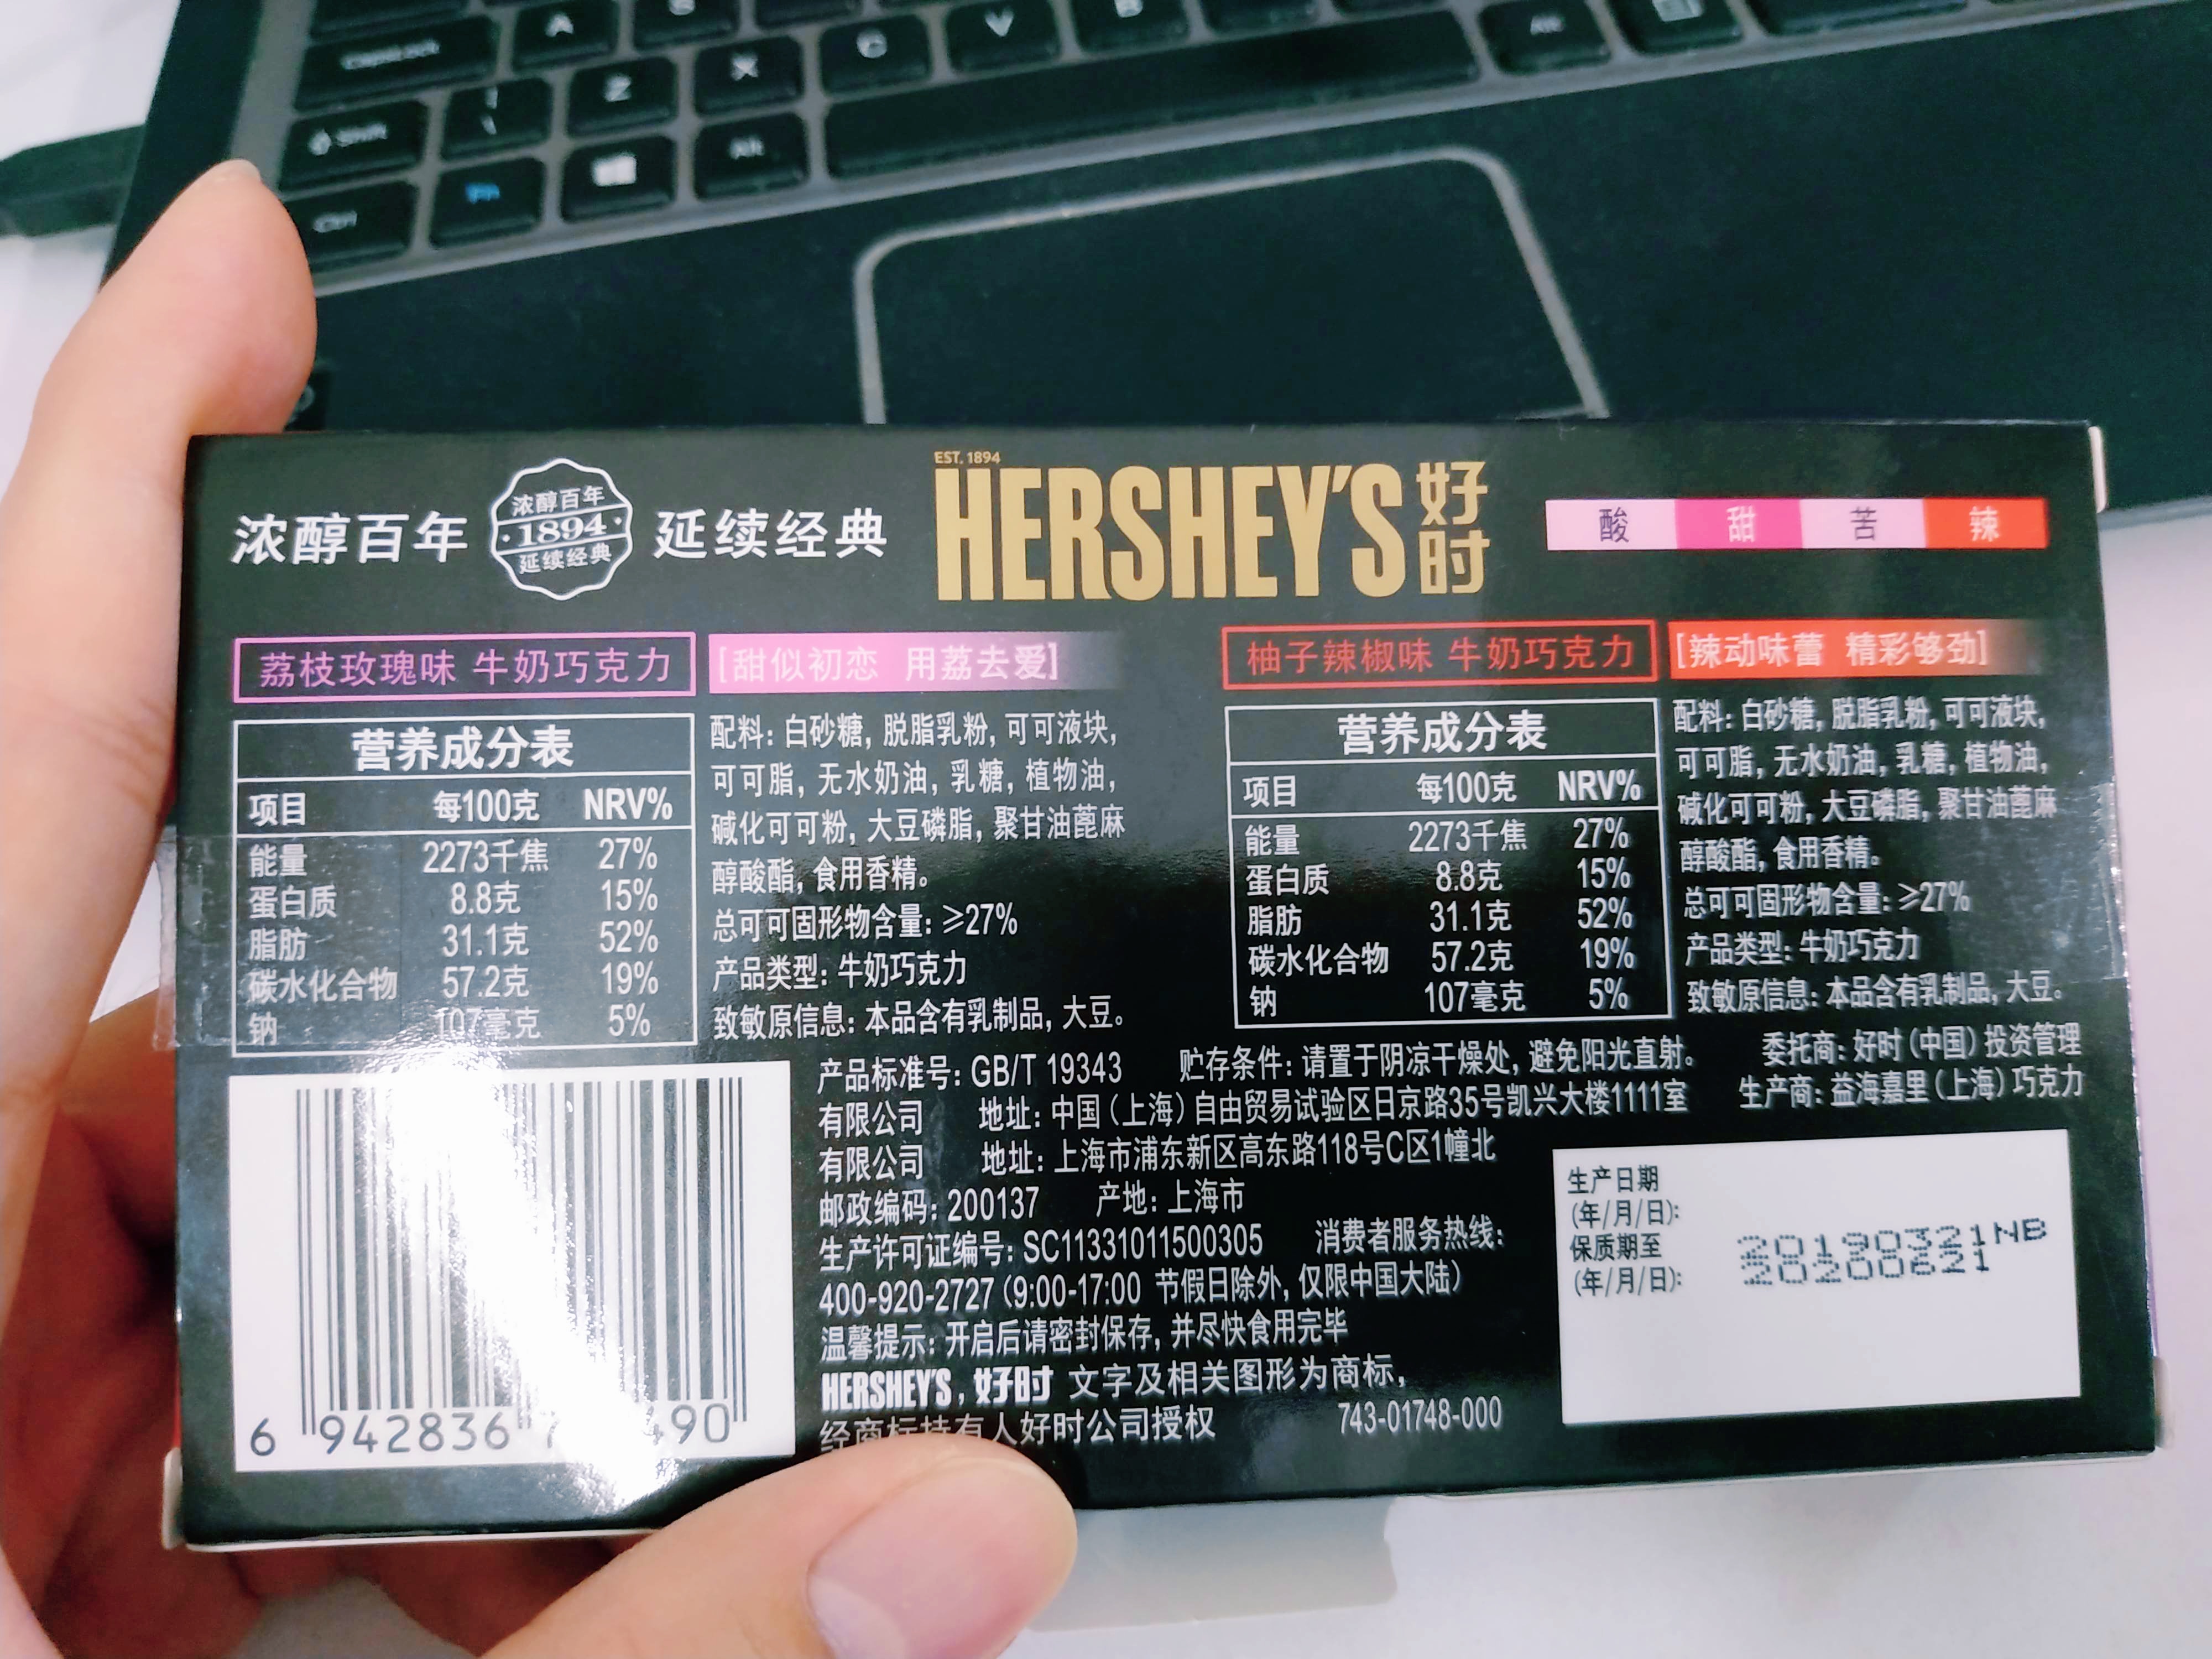 CapsLock
A
S
Shift
Z
X
C
V
B
Ctrl
Fn
Alt
Alt
浓醇百年
浓醇百年
1894
延续经典
延续经典
EST. 1894
HERSHEY'S 好时
酸 甜 苦 辣
荔枝玫瑰味 牛奶巧克力
[甜似初恋 用荔去爱]
营养成分表
项目 每100克 NRV%
能量 2273千焦 27%
蛋白质 8.8克 15%
脂肪 31.1克 52%
碳水化合物 57.2克 19%
钠 107毫克 5%
配料: 白砂糖, 脱脂乳粉, 可可液块,
可可脂, 无水奶油, 乳糖, 植物油,
碱化可可粉, 大豆磷脂, 聚甘油蓖麻
醇酸酯, 食用香精。
总可可固形物含量: ≥27%
产品类型: 牛奶巧克力
致敏原信息: 本品含有乳制品, 大豆。
柚子辣椒味 牛奶巧克力
[辣动味蕾 精彩够劲]
营养成分表
项目 每100克 NRV%
能量 2273千焦 27%
蛋白质 8.8克 15%
脂肪 31.1克 52%
碳水化合物 57.2克 19%
钠 107毫克 5%
配料: 白砂糖, 脱脂乳粉, 可可液块,
可可脂, 无水奶油, 乳糖, 植物油,
碱化可可粉, 大豆磷脂, 聚甘油蓖麻
醇酸酯, 食用香精。
总可可固形物含量: ≥27%
产品类型: 牛奶巧克力
致敏原信息: 本品含有乳制品, 大豆。
产品标准号: GB/T 19343 贮存条件: 请置于阴凉干燥处, 避免阳光直射。 委托商: 好时(中国)投资管理
有限公司 地址: 中国(上海)自由贸易试验区日京路35号凯兴大楼1111室 生产商: 益海嘉里(上海)巧克力
有限公司 地址: 上海市浦东新区高东路118号C区1幢北
邮政编码: 200137 产地: 上海市
生产许可证编号: SC11331011500305 消费者服务热线:
400-920-2727 (9:00-17:00 节假日除外, 仅限中国大陆)
温馨提示: 开启后请密封保存, 并尽快食用完毕
HERSHEY'S, 好时 文字及相关图形为商标,
经商标持有人好时公司授权 743-01748-000
生产日期
(年/月/日):
保质期至
(年/月/日):
20190321NB
20200621
6 942836 7 490